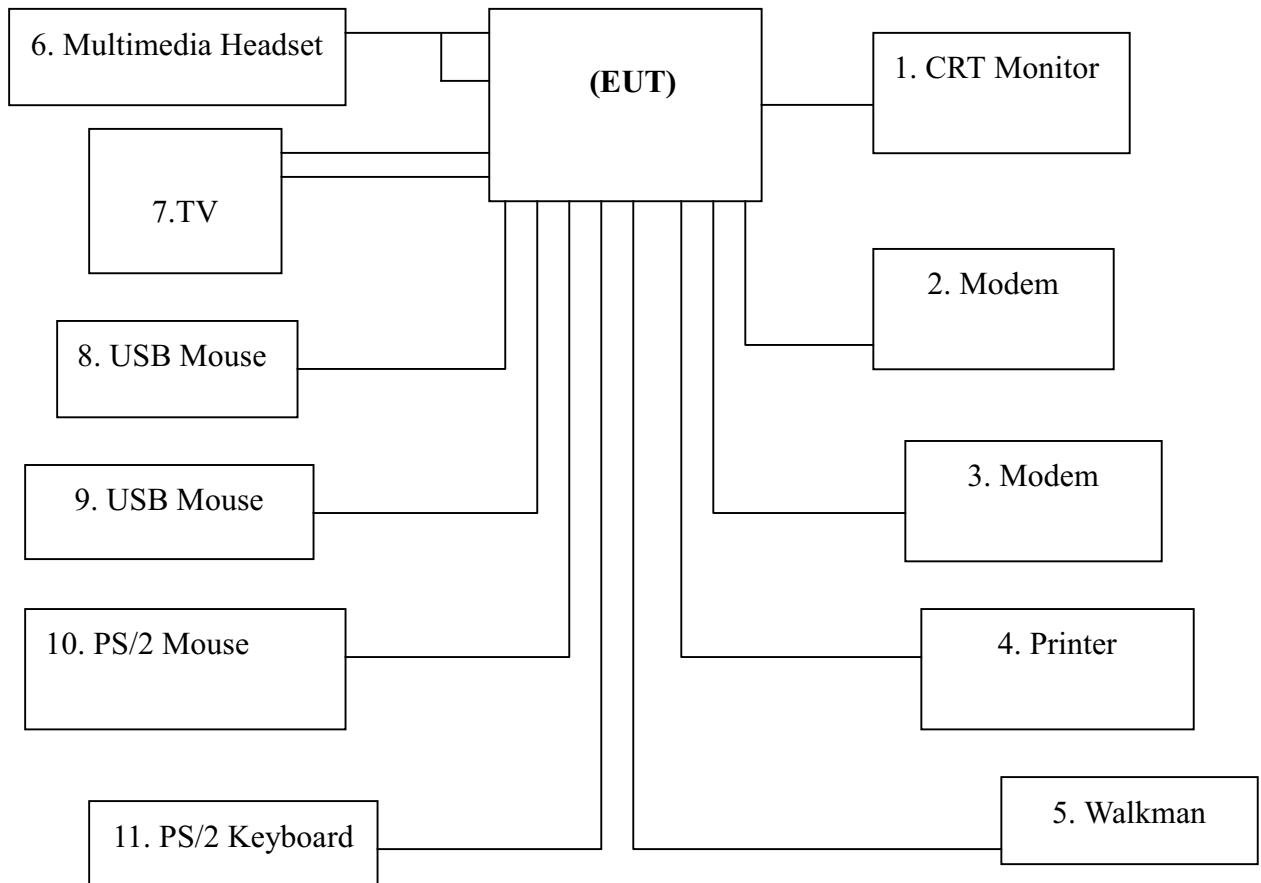 6. Multimedia Headset
(EUT)
1. CRT Monitor
7.TV
2. Modem
8. USB Mouse
3. Modem
9. USB Mouse
10. PS/2 Mouse
4. Printer
5. Walkman
11. PS/2 Keyboard